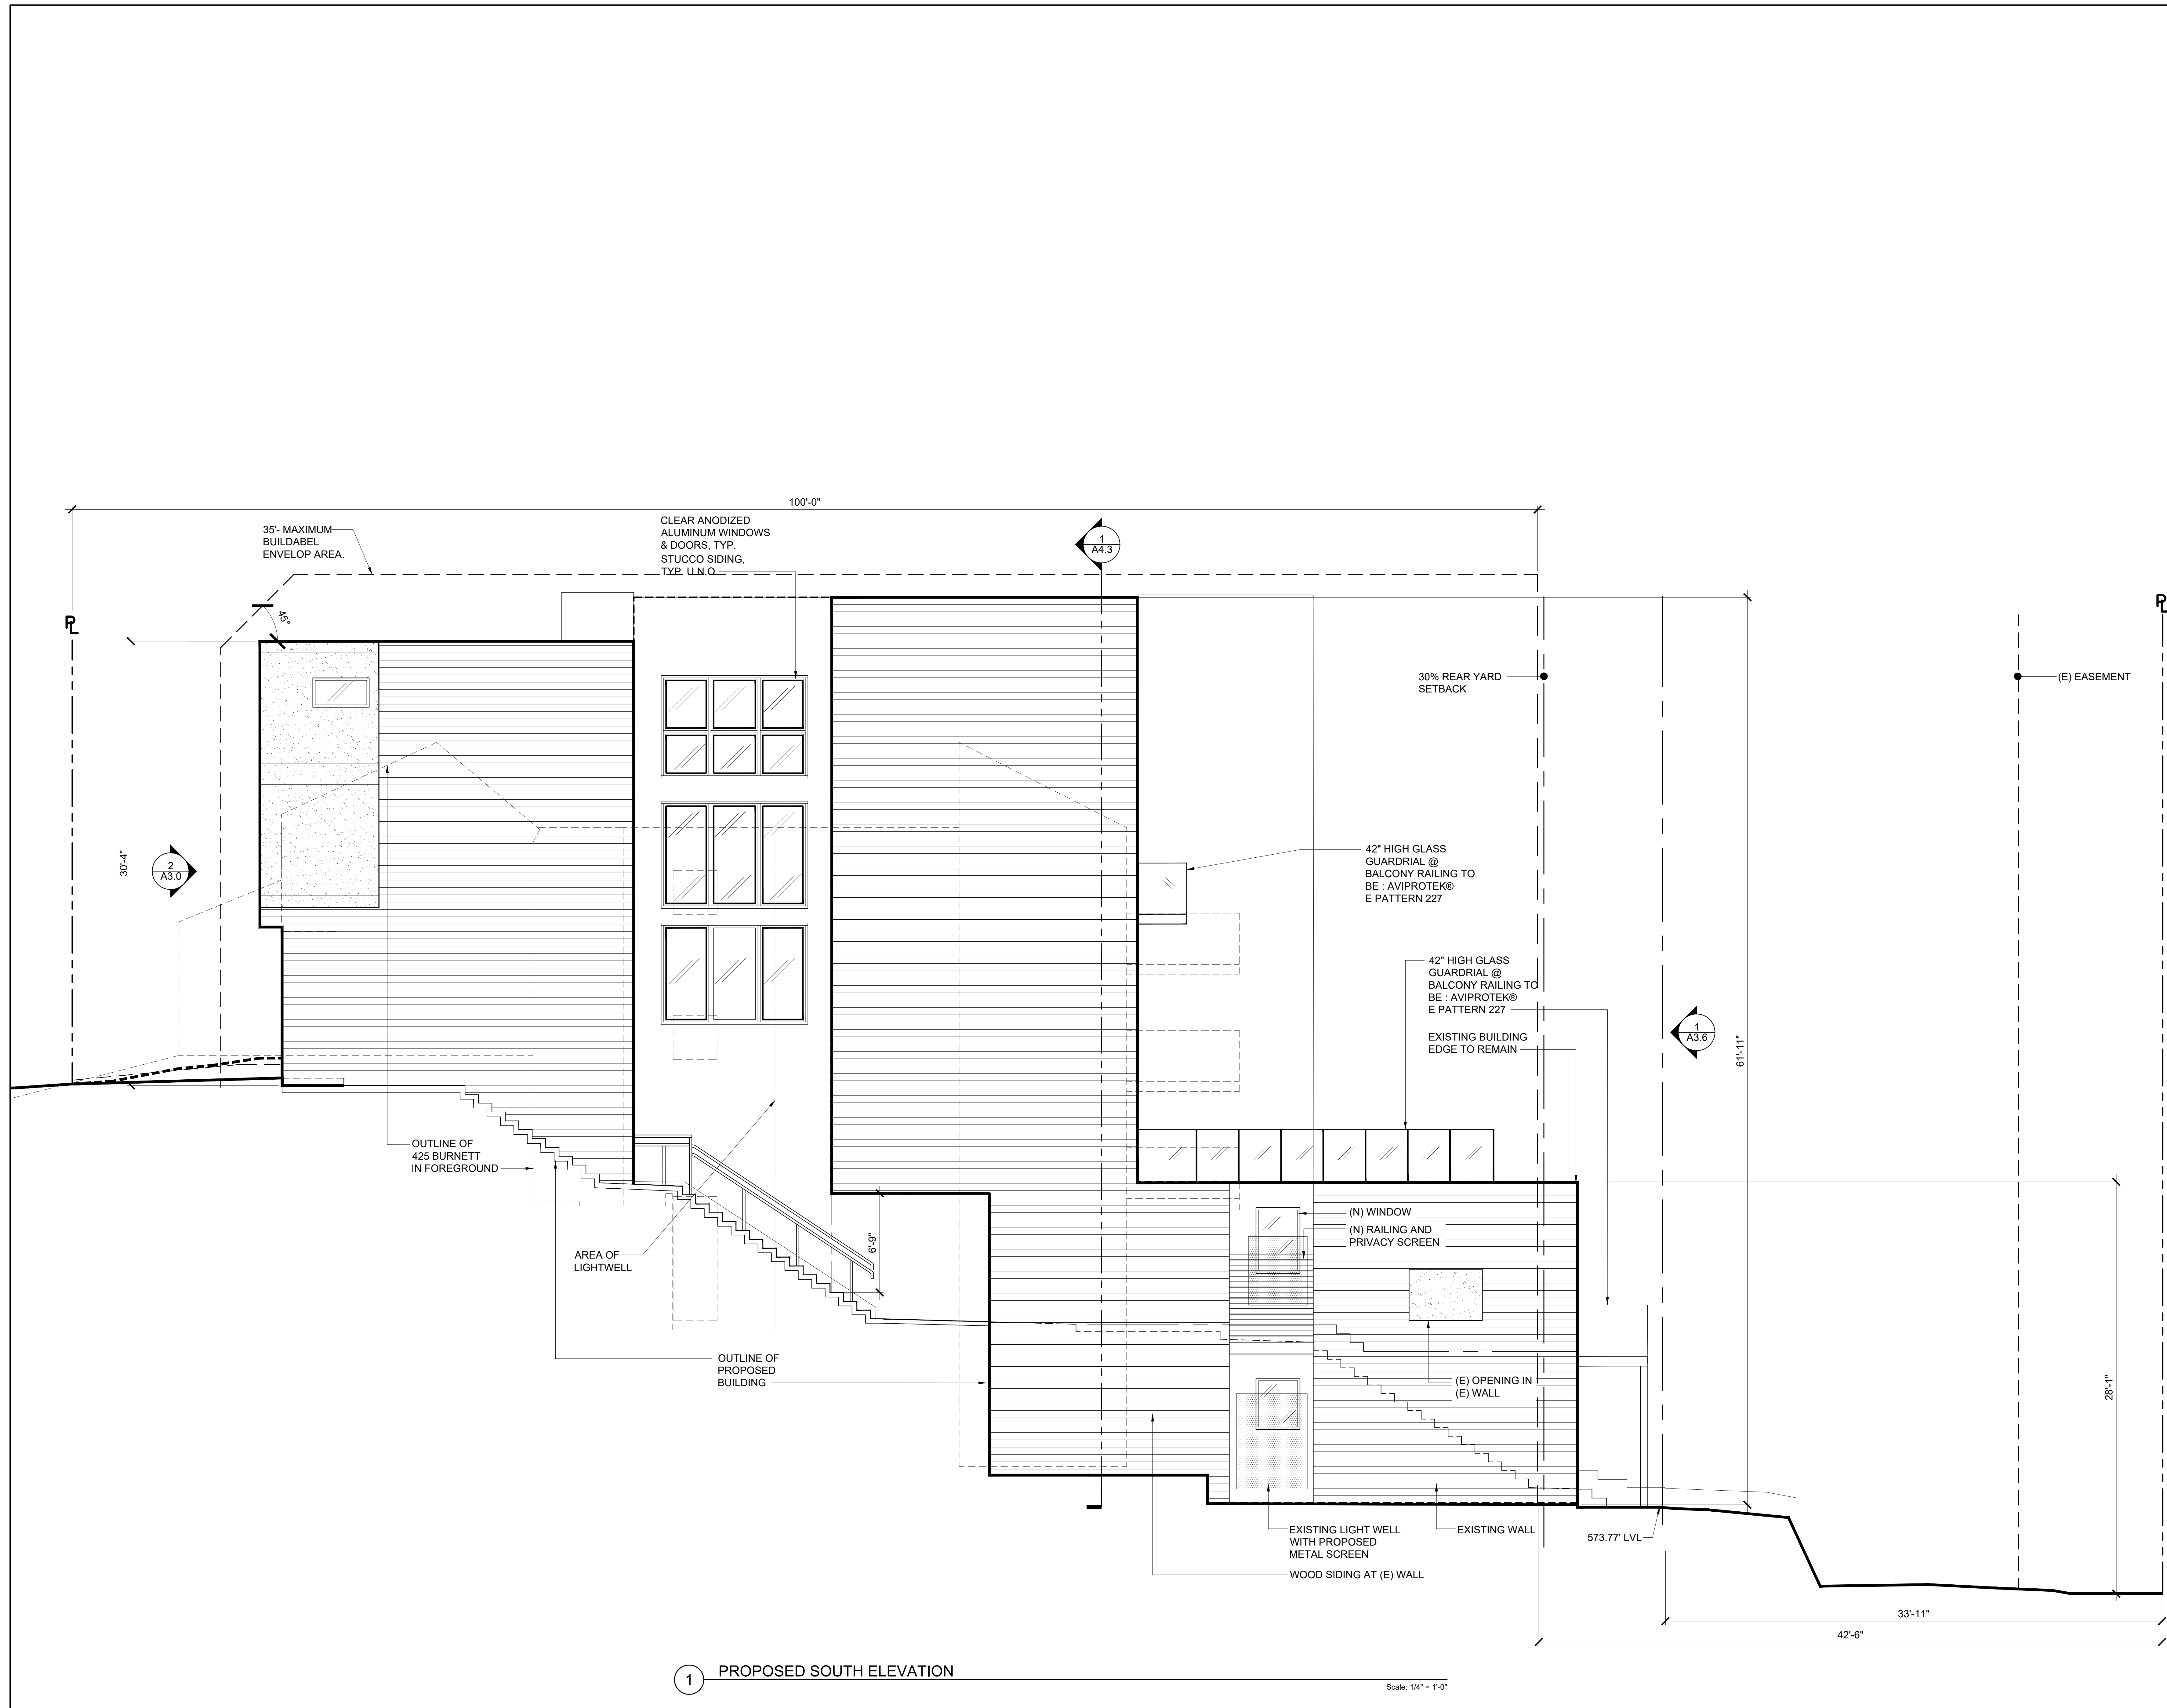 100'-0"
35'- MAXIMUM
BUILDABEL
ENVELOP AREA.
CLEAR ANODIZED
ALUMINUM WINDOWS
& DOORS, TYP.
STUCCO SIDING,
TYP. U.N.O.
1
A4.3
45°
PL
PL
30% REAR YARD
SETBACK
(E) EASEMENT
30'-4"
2
A3.0
42" HIGH GLASS
GUARDRIAL @
BALCONY RAILING TO
BE : AVIPROTEK®
E PATTERN 227
42" HIGH GLASS
GUARDRIAL @
BALCONY RAILING TO
BE : AVIPROTEK®
E PATTERN 227
EXISTING BUILDING
EDGE TO REMAIN
1
A3.6
61'-11"
OUTLINE OF
425 BURNETT
IN FOREGROUND
AREA OF
LIGHTWELL
6'-9"
(N) WINDOW
(N) RAILING AND
PRIVACY SCREEN
OUTLINE OF
PROPOSED
BUILDING
(E) OPENING IN
(E) WALL
28'-1"
EXISTING LIGHT WELL
WITH PROPOSED
METAL SCREEN
EXISTING WALL
573.77' LVL
WOOD SIDING AT (E) WALL
33'-11"
42'-6"
1
PROPOSED SOUTH ELEVATION
Scale: 1/4" = 1'-0"